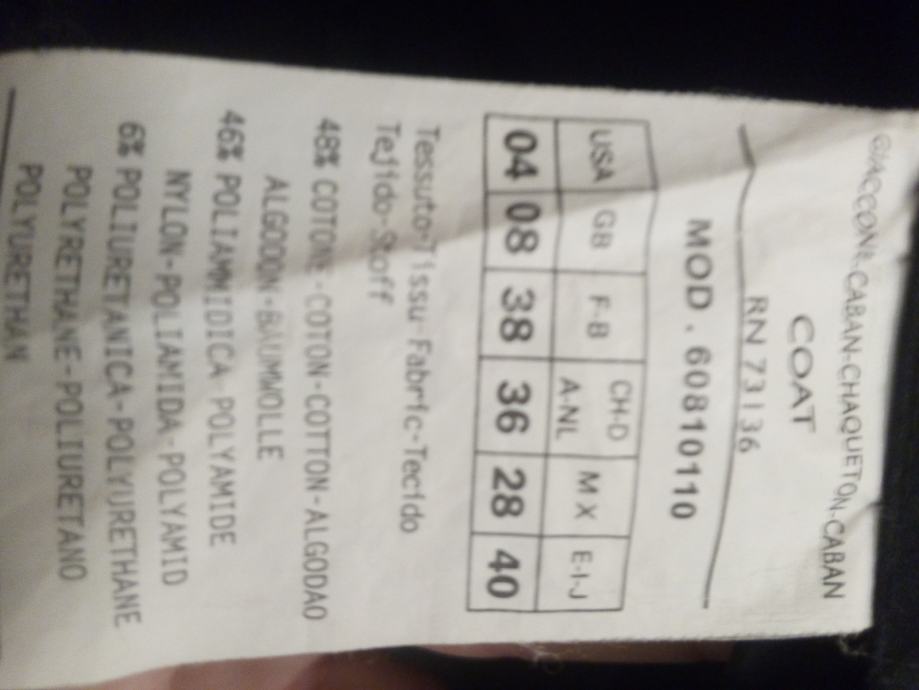 GIACCONE-CABAN-CHAQUETON-CABAN
COAT
RN 73136
MOD. 60810110
USA GB F-B CH-D A-NL MX E-I-J
04 08 38 36 28 40
Tessuto-Tissu-Fabric-Tecido
Tejido-Stoff
48% COTONE-COTON-COTTON-ALGODAO
ALGODON-BAUMWOLLE
46% POLIAMMIDICA-POLYAMIDE
NYLON-POLIAMIDA-POLYAMID
6% POLIURETANICA-POLYURETHANE
POLYRETHANE-POLIURETANO
POLYURETHAN